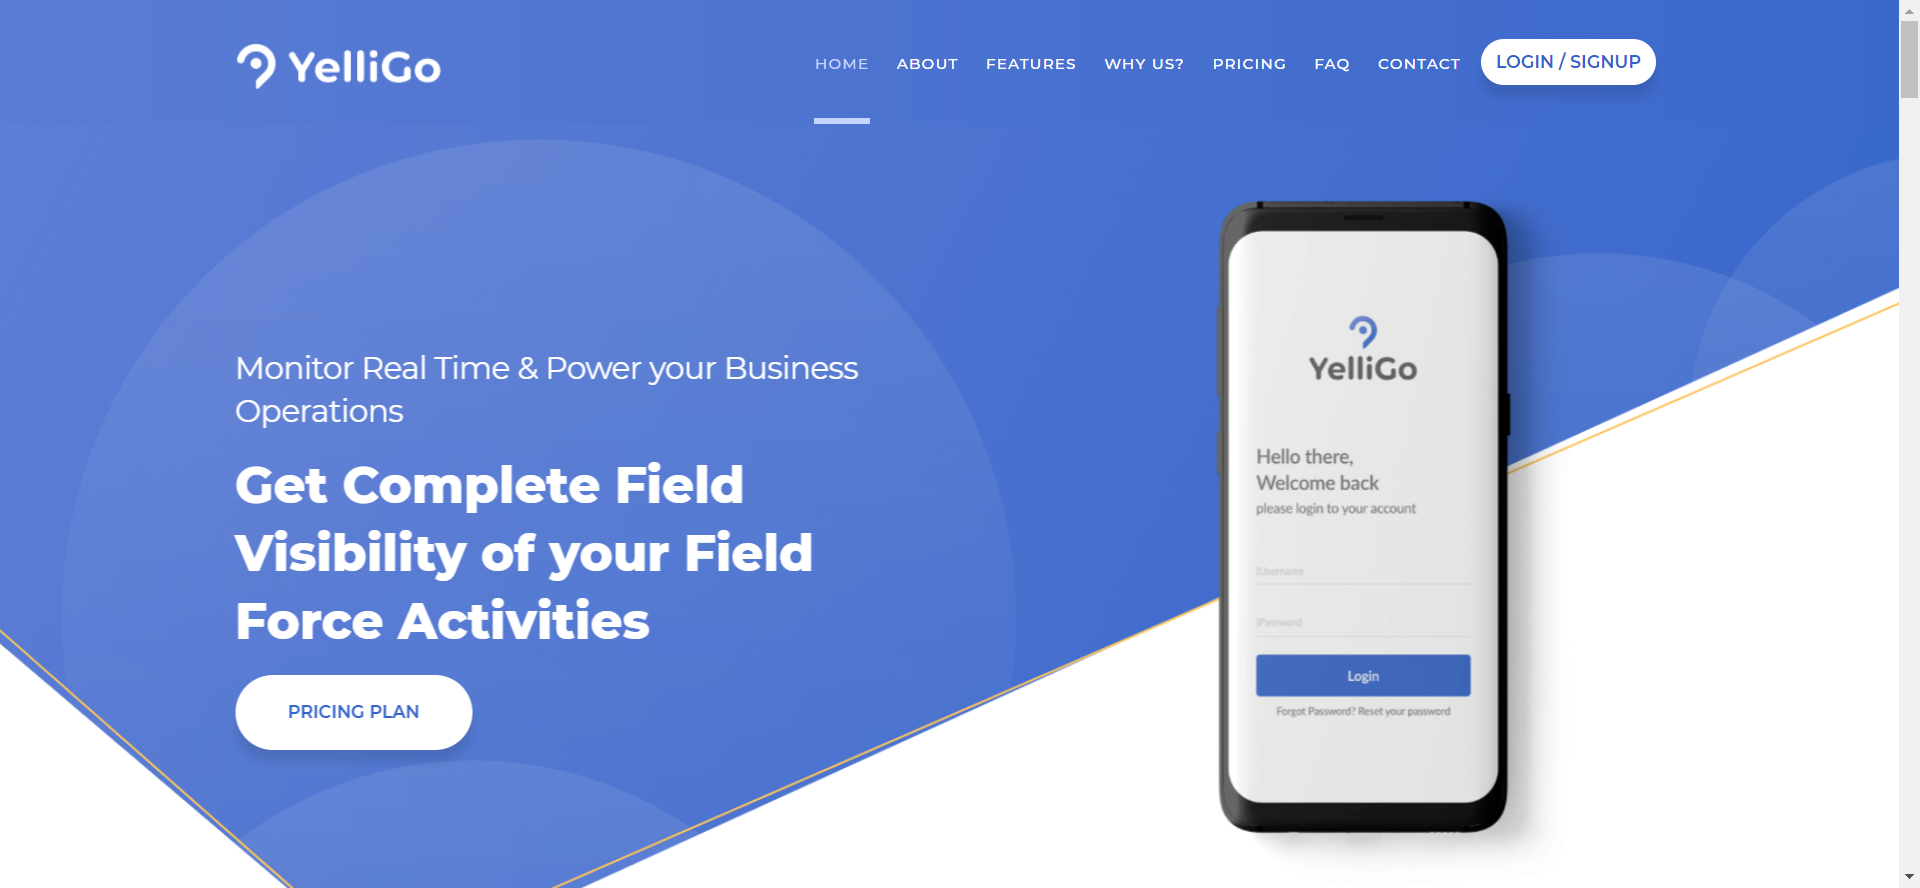 YelliGo
HOME ABOUT FEATURES WHY US? PRICING FAQ CONTACT LOGIN / SIGNUP
Monitor Real Time & Power your Business
Operations
Get Complete Field
Visibility of your Field
Force Activities
PRICING PLAN
YelliGo
Hello there,
Welcome back
please login to your account
|Username
|Password
Login
Forgot Password? Reset your password